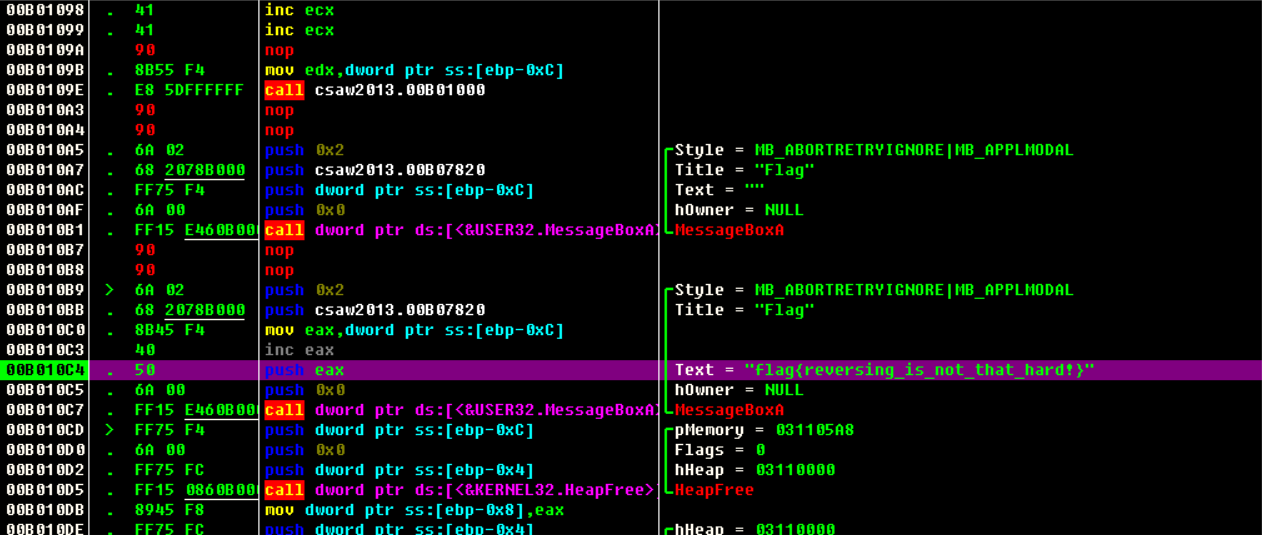 00B01098 . 41 inc ecx
00B01099 . 41 inc ecx
00B0109A 90 nop
00B0109B . 8B55 F4 mov edx,dword ptr ss:[ebp-0xC]
00B0109E . E8 5DFFFFFF call csaw2013.00B01000
00B010A3 90 nop
00B010A4 90 nop
00B010A5 . 6A 02 push 0x2 Style = MB_ABORTRETRYIGNORE|MB_APPLMODAL
00B010A7 . 68 2078B000 push csaw2013.00B07820 Title = "Flag"
00B010AC . FF75 F4 push dword ptr ss:[ebp-0xC] Text = ""
00B010AF . 6A 00 push 0x0 hOwner = NULL
00B010B1 . FF15 E460B00 call dword ptr ds:[<&USER32.MessageBoxA> MessageBoxA
00B010B7 90 nop
00B010B8 90 nop
00B010B9 > 6A 02 push 0x2 Style = MB_ABORTRETRYIGNORE|MB_APPLMODAL
00B010BB . 68 2078B000 push csaw2013.00B07820 Title = "Flag"
00B010C0 . 8B45 F4 mov eax,dword ptr ss:[ebp-0xC]
00B010C3 40 inc eax
00B010C4 . 50 push eax Text = "flag{reversing_is_not_that_hard!}"
00B010C5 . 6A 00 push 0x0 hOwner = NULL
00B010C7 . FF15 E460B00 call dword ptr ds:[<&USER32.MessageBoxA> MessageBoxA
00B010CD > FF75 F4 push dword ptr ss:[ebp-0xC] pMemory = 031105A8
00B010D0 . 6A 00 push 0x0 Flags = 0
00B010D2 . FF75 FC push dword ptr ss:[ebp-0x4] hHeap = 03110000
00B010D5 . FF15 0860B00 call dword ptr ds:[<&KERNEL32.HeapFree> HeapFree
00B010DB . 8945 F8 mov dword ptr ss:[ebp-0x8],eax
00B010DE . FF75 FC push dword ptr ss:[ebp-0x4] hHeap = 03110000